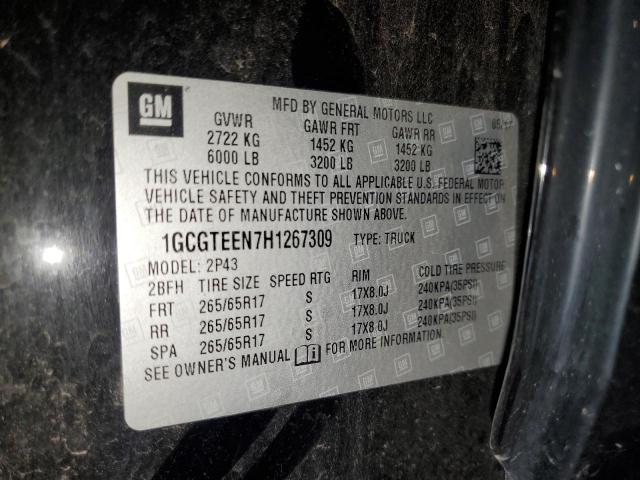 GM
MFD BY GENERAL MOTORS LLC
GVWR GAWR FRT GAWR RR
2722 KG 1452 KG 1452 KG
6000 LB 3200 LB 3200 LB
THIS VEHICLE CONFORMS TO ALL APPLICABLE U.S. FEDERAL MOTOR
VEHICLE SAFETY AND THEFT PREVENTION STANDARDS IN EFFECT ON
THE DATE OF MANUFACTURE SHOWN ABOVE.
1GCGTEEN7H1267309 TYPE: TRUCK
MODEL: 2P43
2BFH TIRE SIZE SPEED RTG RIM COLD TIRE PRESSURE
FRT 265/65R17 S 17X8.0J 240KPA(35PSI)
RR 265/65R17 S 17X8.0J 240KPA(35PSI)
SPA 265/65R17 S 17X8.0J 240KPA(35PSI)
SEE OWNER'S MANUAL FOR MORE INFORMATION.